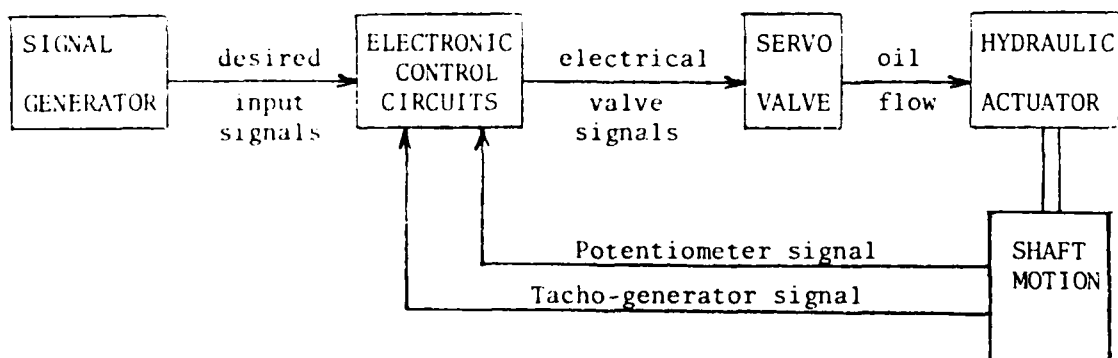 SIGNAL
GENERATOR
desired
input
signals
ELECTRONIC
CONTROL
CIRCUITS
electrical
valve
signals
SERVO
VALVE
oil
flow
HYDRAULIC
ACTUATOR
Potentiometer signal
Tacho-generator signal
SHAFT
MOTION